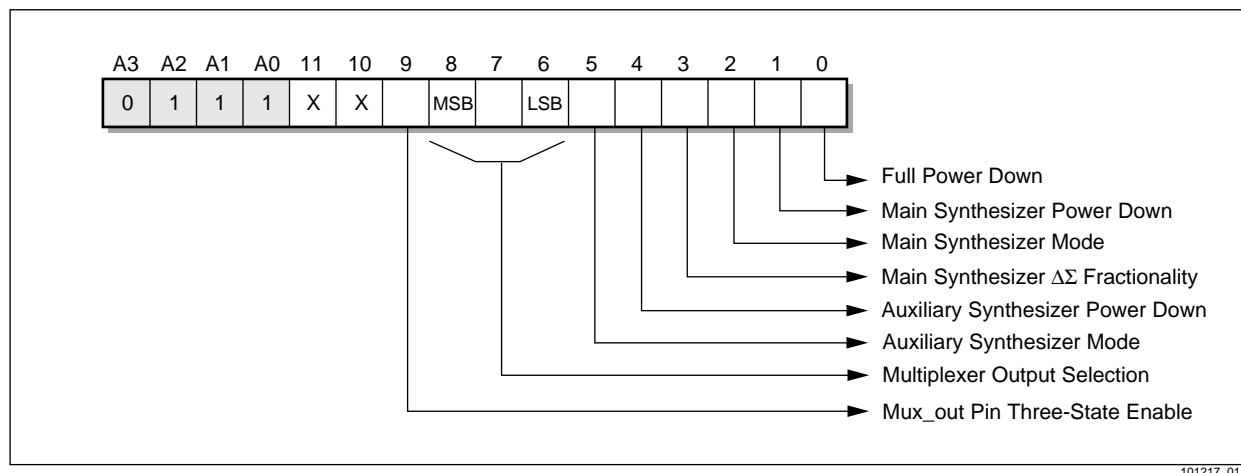 A3 A2 A1 A0 11 10 9 8 7 6 5 4 3 2 1 0
0 1 1 1 X X MSB LSB
Full Power Down
Main Synthesizer Power Down
Main Synthesizer Mode
Main Synthesizer ΔΣ Fractionality
Auxiliary Synthesizer Power Down
Auxiliary Synthesizer Mode
Multiplexer Output Selection
Mux_out Pin Three-State Enable